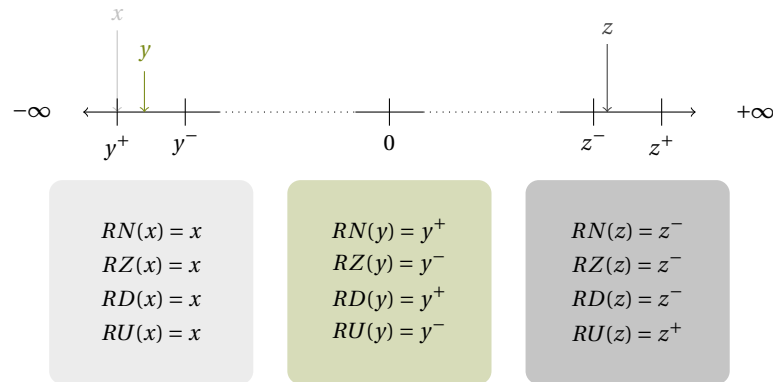 x
y
z
−∞
+∞
y⁺ y⁻ 0 z⁻ z⁺
RN(x) = x
RZ(x) = x
RD(x) = x
RU(x) = x
RN(y) = y⁺
RZ(y) = y⁻
RD(y) = y⁺
RU(y) = y⁻
RN(z) = z⁻
RZ(z) = z⁻
RD(z) = z⁻
RU(z) = z⁺